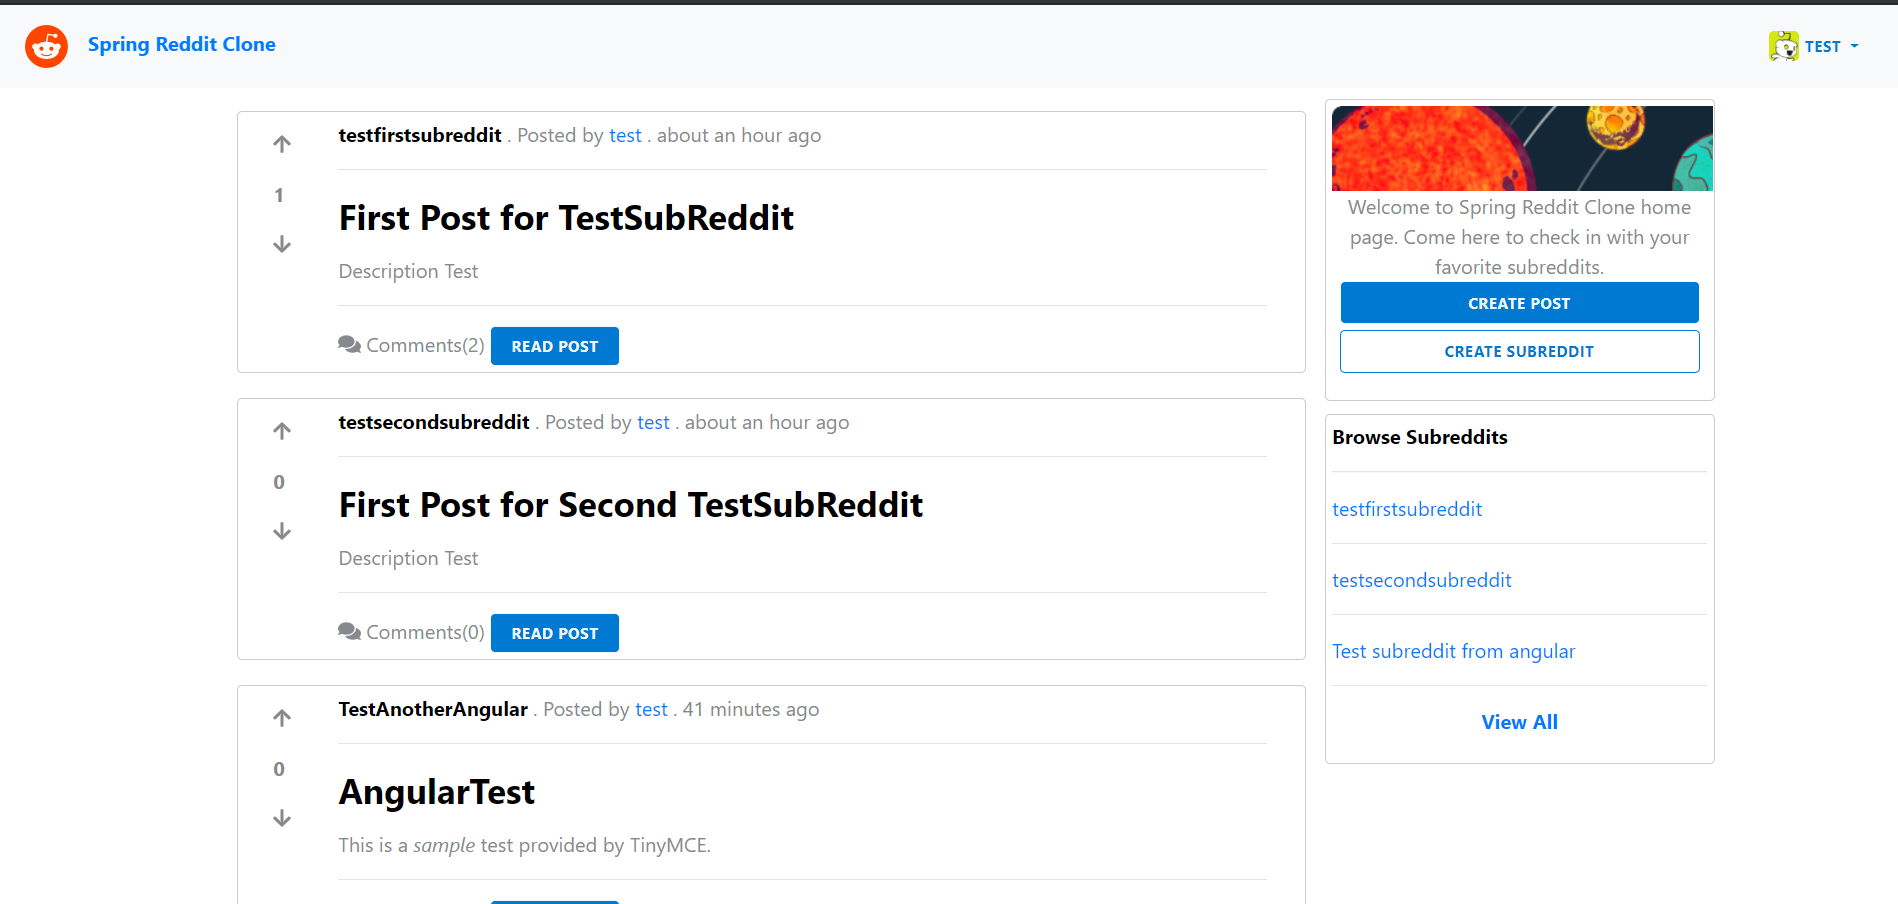 Spring Reddit Clone
TEST
testfirstsubreddit . Posted by test . about an hour ago
1
First Post for TestSubReddit
Description Test
Comments(2) READ POST
testsecondsubreddit . Posted by test . about an hour ago
0
First Post for Second TestSubReddit
Description Test
Comments(0) READ POST
TestAnotherAngular . Posted by test . 41 minutes ago
0
AngularTest
This is a sample test provided by TinyMCE.
Welcome to Spring Reddit Clone home
page. Come here to check in with your
favorite subreddits.
CREATE POST
CREATE SUBREDDIT
Browse Subreddits
testfirstsubreddit
testsecondsubreddit
Test subreddit from angular
View All